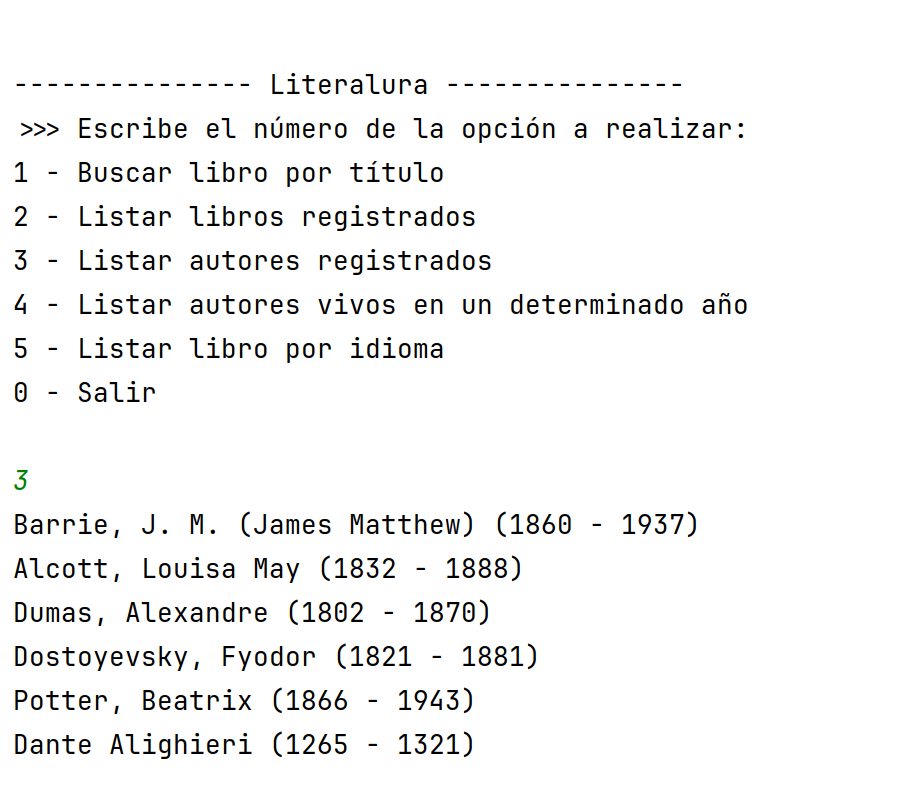 --------------- Literalura ---------------
>>> Escribe el número de la opción a realizar:
1 - Buscar libro por título
2 - Listar libros registrados
3 - Listar autores registrados
4 - Listar autores vivos en un determinado año
5 - Listar libro por idioma
0 - Salir
3
Barrie, J. M. (James Matthew) (1860 - 1937)
Alcott, Louisa May (1832 - 1888)
Dumas, Alexandre (1802 - 1870)
Dostoyevsky, Fyodor (1821 - 1881)
Potter, Beatrix (1866 - 1943)
Dante Alighieri (1265 - 1321)